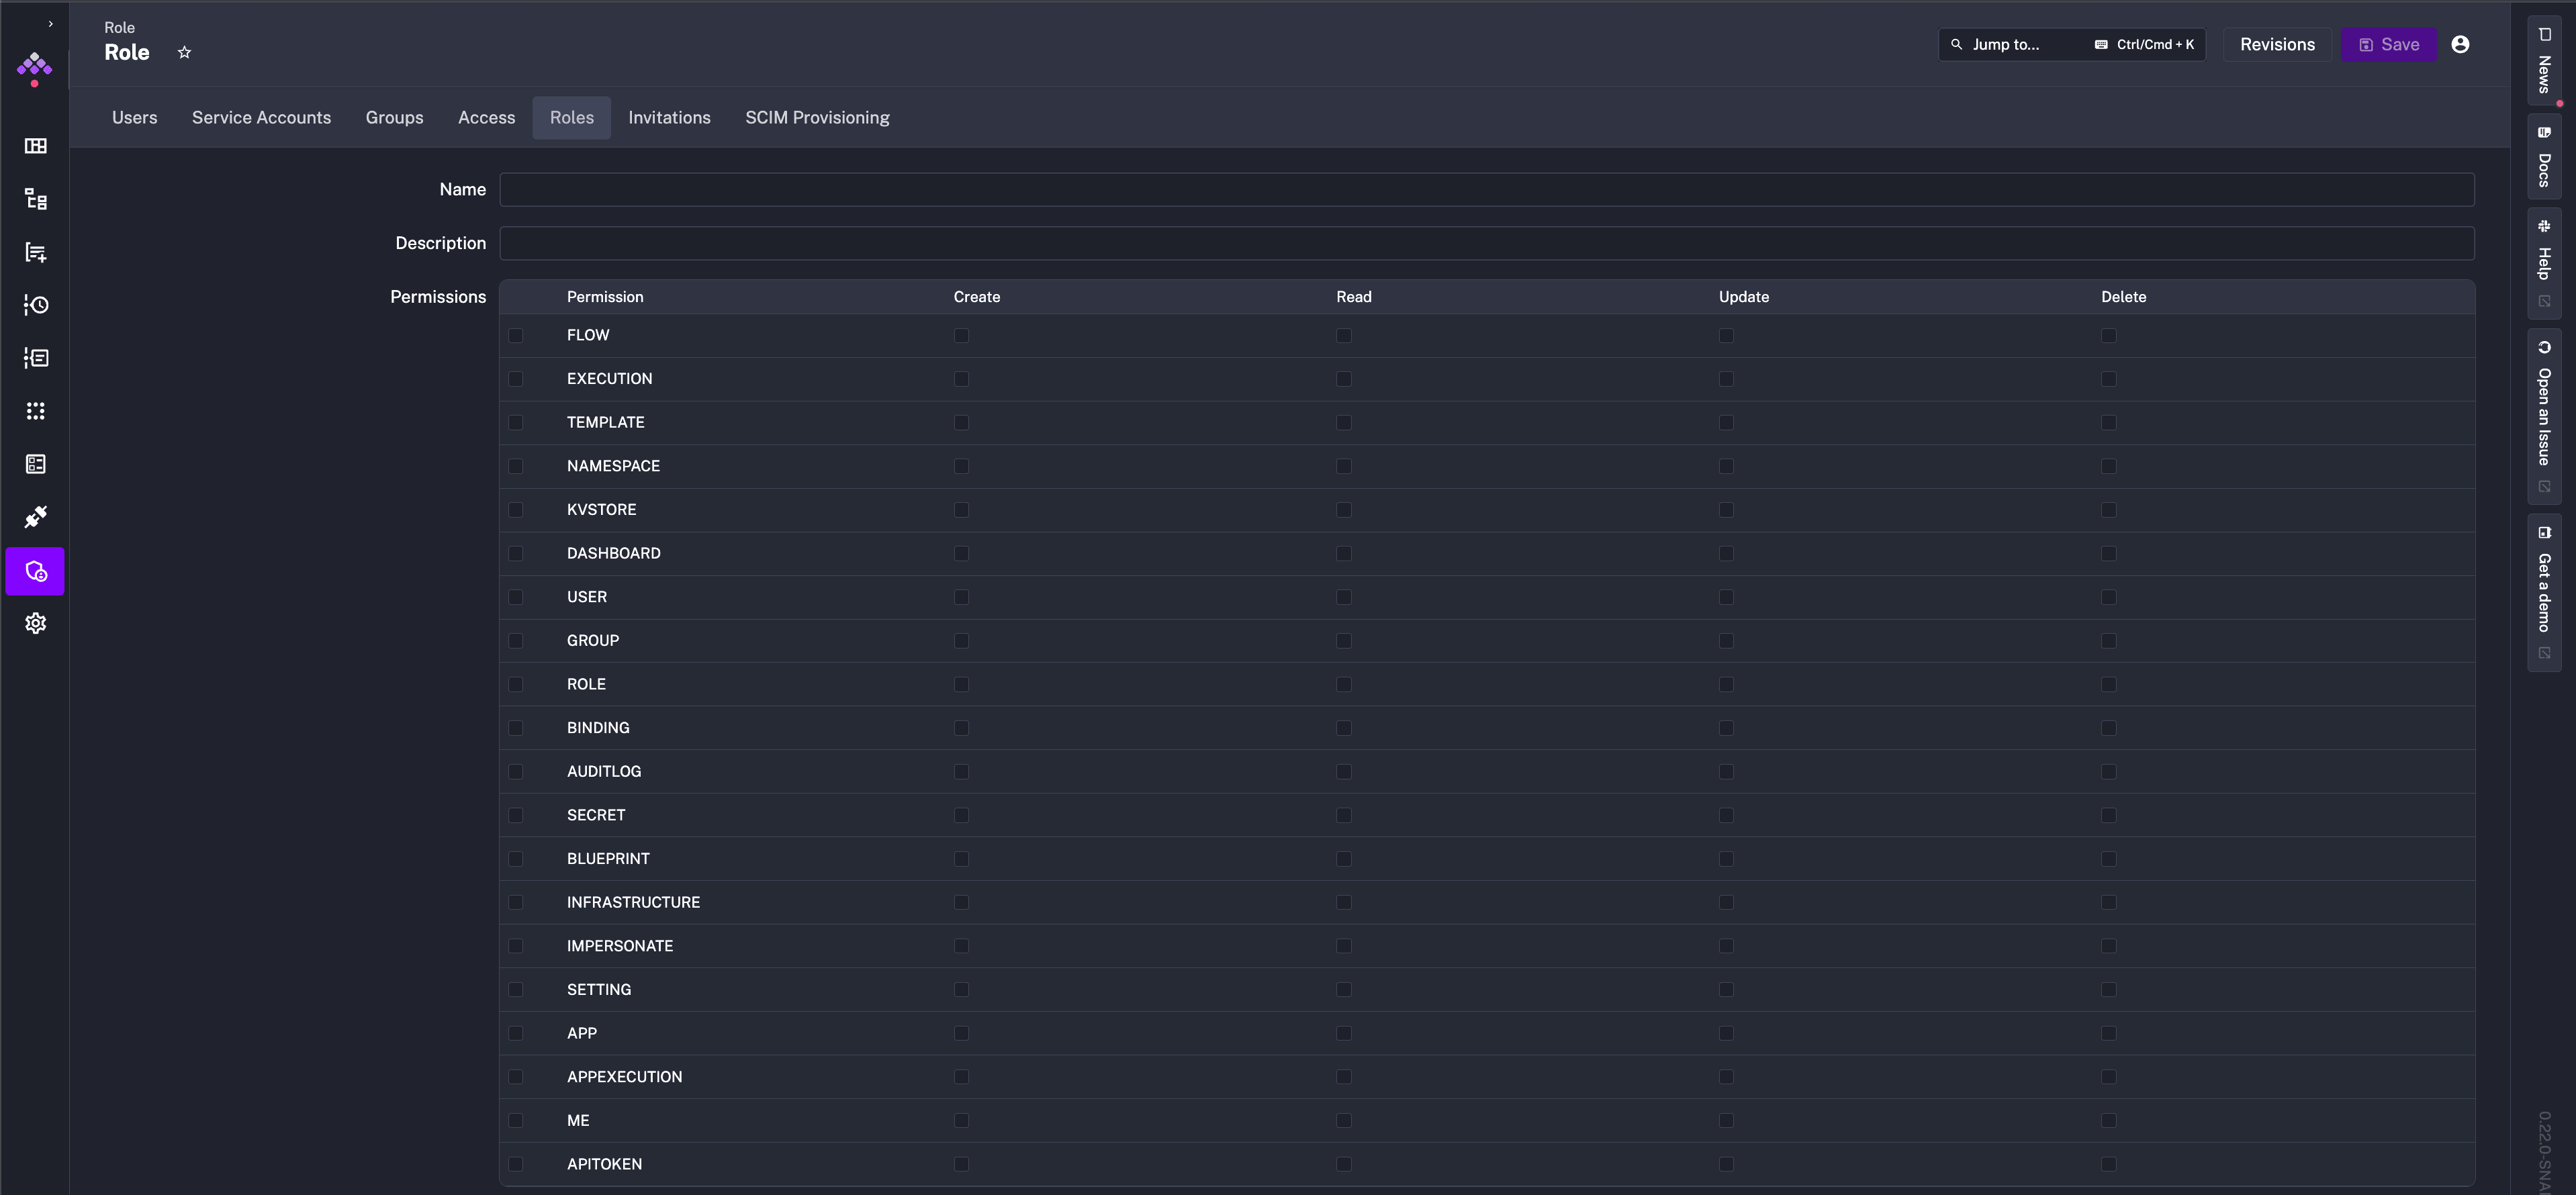 Role
Role
Jump to... Ctrl/Cmd + K
Revisions
Save
Users Service Accounts Groups Access Roles Invitations SCIM Provisioning
Name
Description
Permissions
Permission Create Read Update Delete
FLOW
EXECUTION
TEMPLATE
NAMESPACE
KVSTORE
DASHBOARD
USER
GROUP
ROLE
BINDING
AUDITLOG
SECRET
BLUEPRINT
INFRASTRUCTURE
IMPERSONATE
SETTING
APP
APPEXECUTION
ME
APITOKEN
News
Docs
Help
Open an Issue
Get a demo
0.22.0-SNA